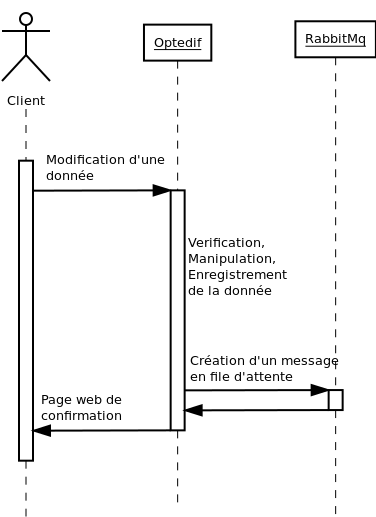 Optedif
RabbitMq
Client
Modification d'une
donnée
Verification,
Manipulation,
Enregistrement
de la donnée
Création d'un message
en file d'attente
Page web de
confirmation